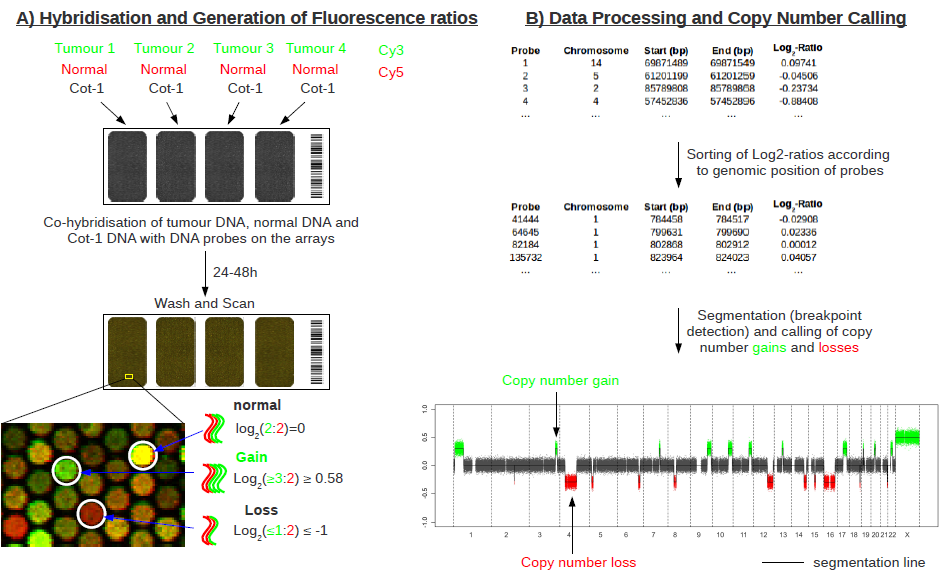 A) Hybridisation and Generation of Fluorescence ratios
Tumour 1 Tumour 2 Tumour 3 Tumour 4 Cy3
Normal Normal Normal Normal Cy5
Cot-1 Cot-1 Cot-1 Cot-1
Co-hybridisation of tumour DNA, normal DNA and
Cot-1 DNA with DNA probes on the arrays
24-48h
Wash and Scan
normal
log2(2:2)=0
Gain
Log2(≥3:2) ≥ 0.58
Loss
Log2(≤1:2) ≤ -1
B) Data Processing and Copy Number Calling
Probe Chromosome Start (bp) End (bp) Log2-Ratio
1 14 69871489 69871549 0.09741
2 5 61201199 61201259 -0.04506
3 2 85789808 85789868 -0.23734
4 4 57452836 57452896 -0.88408
... ... ... ... ...
Sorting of Log2-ratios according
to genomic position of probes
Probe Chromosome Start (bp) End (bp) Log2-Ratio
41444 1 784458 784517 -0.02908
64645 1 799631 799690 0.02336
82184 1 802868 802912 0.00012
135732 1 823964 824023 0.04057
... ... ... ... ...
Segmentation (breakpoint
detection) and calling of copy
number gains and losses
Copy number gain
1.0
0.5
0.0
-0.5
-1.0
1 2 3 4 5 6 7 8 9 10 11 12 13 14 15 16 17 18 19 20 21 22 X
Copy number loss
segmentation line